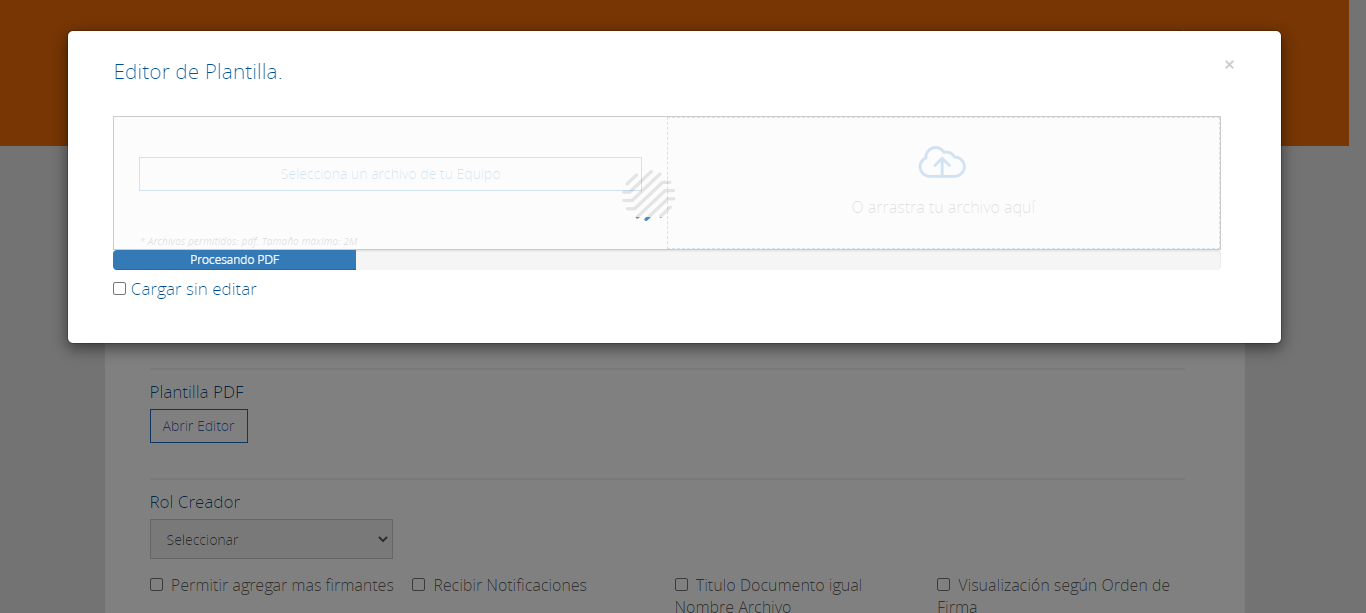 Editor de Plantilla.
×
Selecciona un archivo de tu Equipo
O arrastra tu archivo aquí
* Archivos permitidos: pdf. Tamaño máximo: 2M
Procesando PDF
Cargar sin editar
Plantilla PDF
Abrir Editor
Rol Creador
Seleccionar
Permitir agregar mas firmantes
Recibir Notificaciones
Titulo Documento igual
Nombre Archivo
Visualización según Orden de
Firma